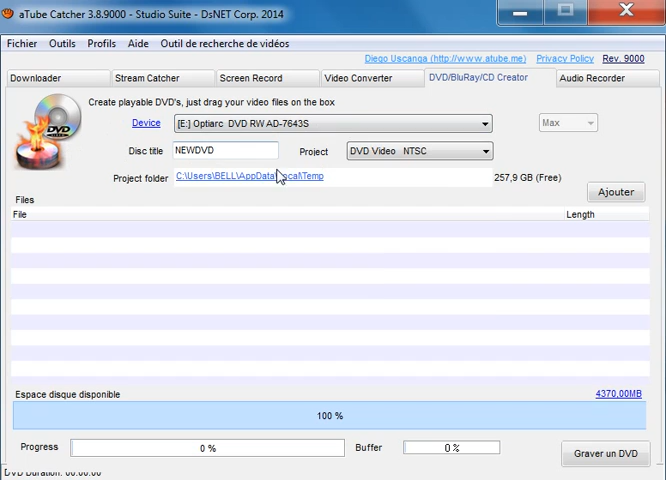 aTube Catcher 3.8.9000 - Studio Suite - DsNET Corp. 2014
Fichier Outils Profils Aide Outil de recherche de vidéos
Diego Uscanga (http://www.atube.me) Privacy Policy Rev. 9000
Downloader Stream Catcher Screen Record Video Converter DVD/BluRay/CD Creator Audio Recorder
Create playable DVD's, just drag your video files on the box
Device [E:] Optiarc DVD RW AD-7643S Max
Disc title NEWDVD Project DVD Video NTSC
Project folder C:\Users\BELL\AppData\Local\Temp 257,9 GB (Free)
Ajouter
Files
File Length
Espace disque disponible 4370,00MB
100 %
Progress 0 % Buffer 0 % Graver un DVD
DVD Duration: 00:00:00